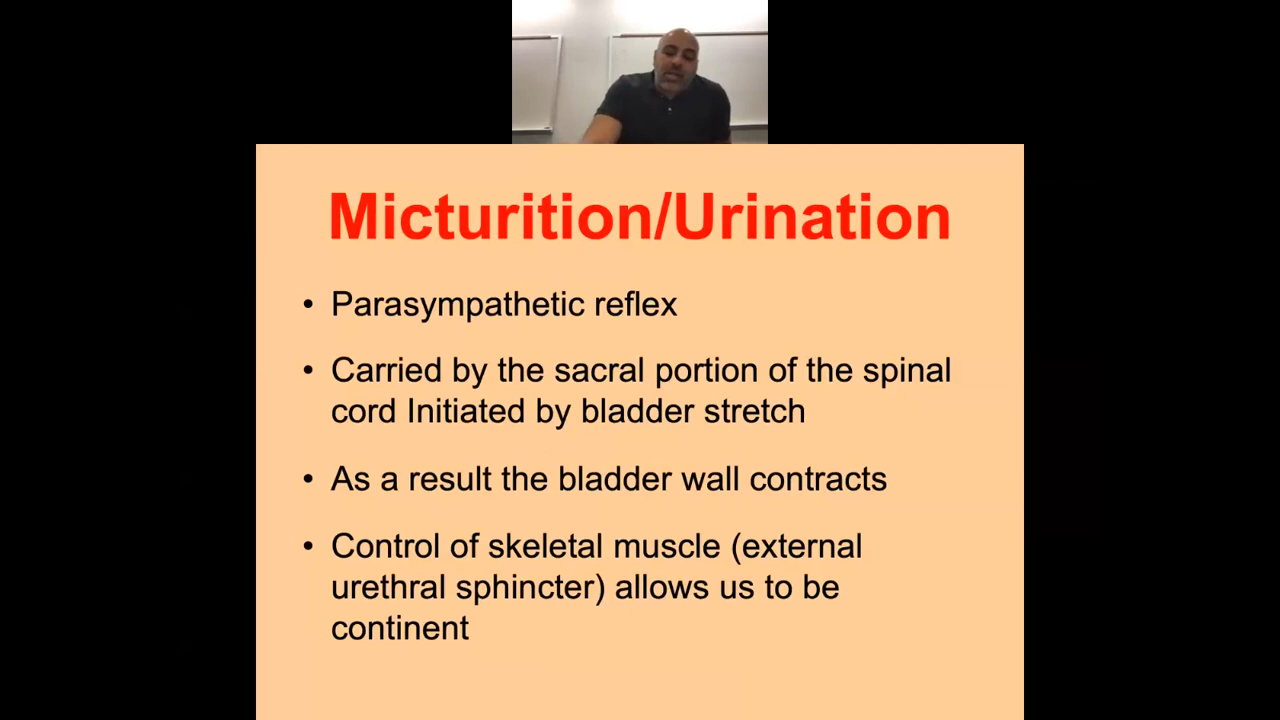 Micturition/Urination
• Parasympathetic reflex
• Carried by the sacral portion of the spinal
cord Initiated by bladder stretch
• As a result the bladder wall contracts
• Control of skeletal muscle (external
urethral sphincter) allows us to be
continent